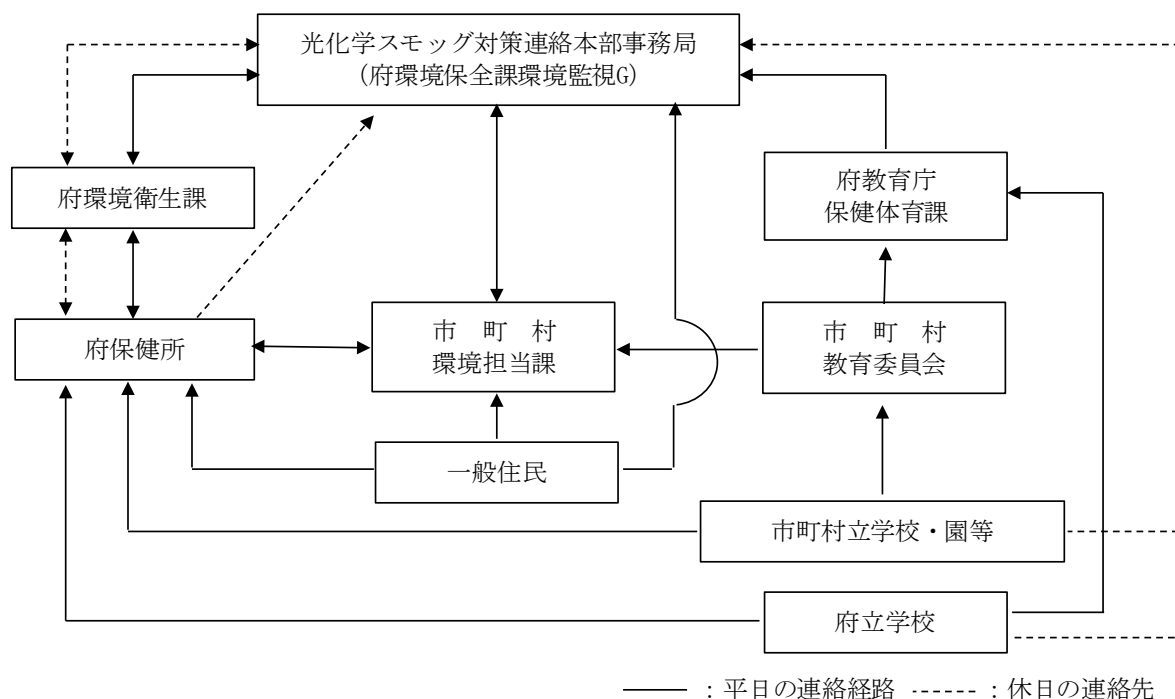 光化学スモッグ対策連絡本部事務局
(府環境保全課環境監視G)
府環境衛生課
府教育庁
保健体育課
府保健所
市　町　村
環境担当課
市　町　村
教育委員会
一般住民
市町村立学校・園等
府立学校
：平日の連絡経路　：休日の連絡先